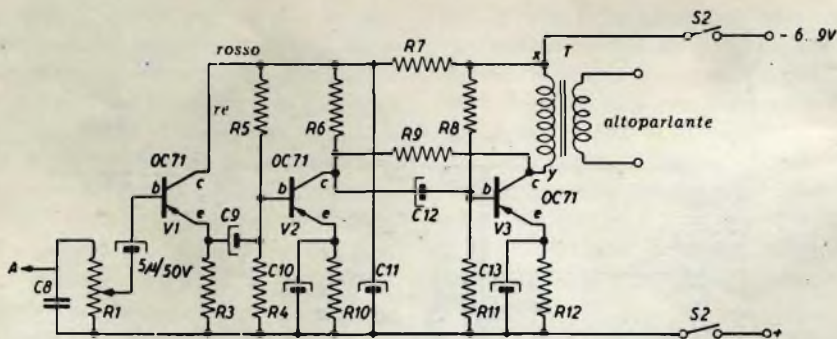 S2
- 6. 9V
x T
rosso R7
re
R5 R6 R8
R9 altoparlante
OC71 OC71 y
b c b c b c OC71
C9 C12
V1 e V2 e V3 e
A
C8 R1 5µ/50V R3 R4 C10 R10 C11 R11 C13 R12
S2
+